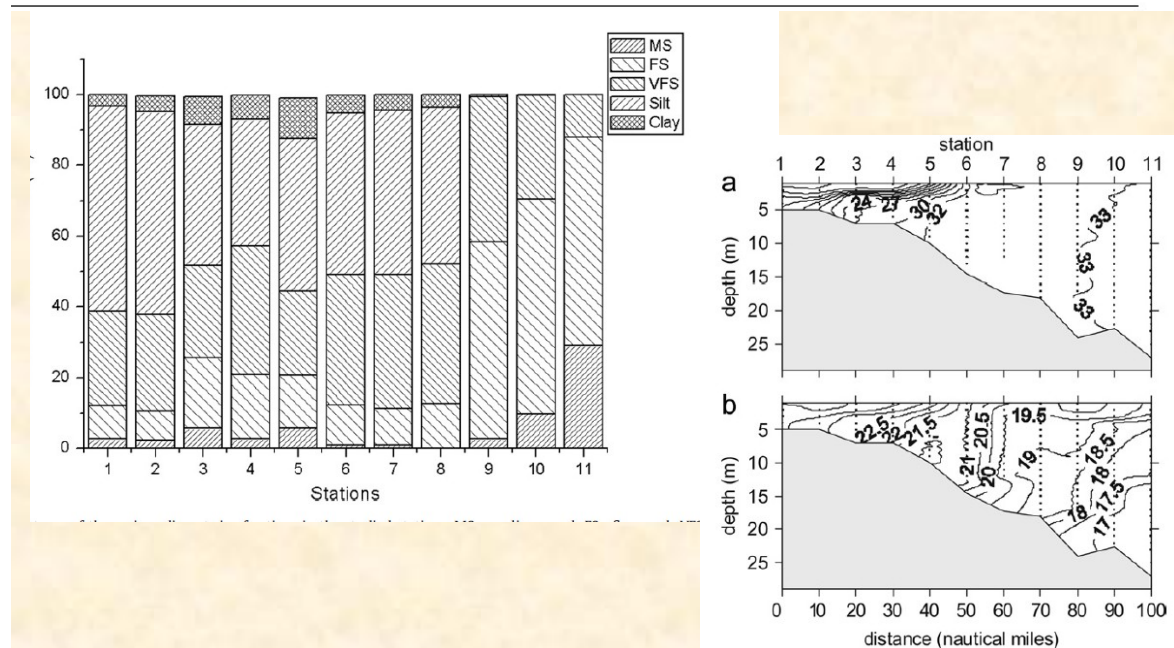 MS
FS
VFS
Silt
Clay
100
80
60
40
20
0
1 2 3 4 5 6 7 8 9 10 11
Stations
station
1 2 3 4 5 6 7 8 9 10 11
a
24 27 30 32 33 33 33
5
10
15
20
25
depth (m)
b
22.5 22 21.5 21 20.5 20 19.5 19 18.5 18 17.5 18 17
5
10
15
20
25
depth (m)
0 10 20 30 40 50 60 70 80 90 100
distance (nautical miles)